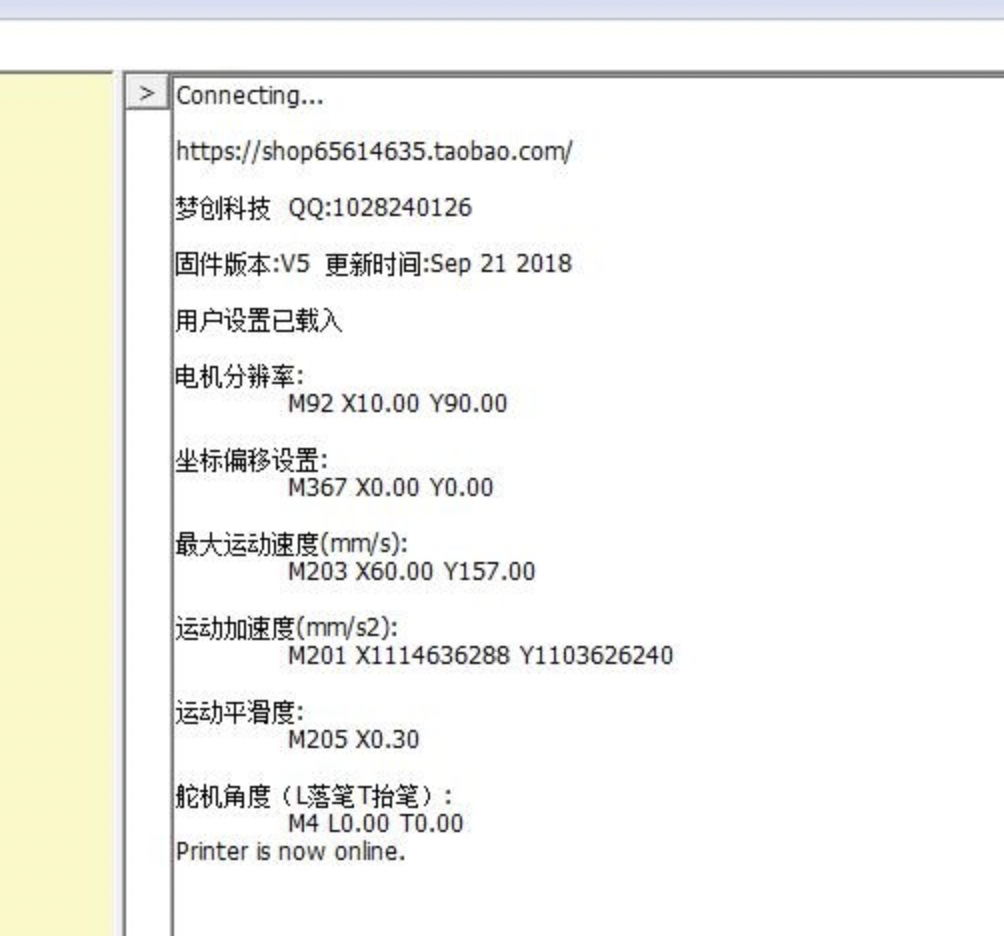 >
Connecting...
https://shop65614635.taobao.com/
梦创科技 QQ:1028240126
固件版本:V5 更新时间:Sep 21 2018
用户设置已载入
电机分辨率:
M92 X10.00 Y90.00
坐标偏移设置:
M367 X0.00 Y0.00
最大运动速度(mm/s):
M203 X60.00 Y157.00
运动加速度(mm/s2):
M201 X1114636288 Y1103626240
运动平滑度:
M205 X0.30
舵机角度（L落笔T抬笔）:
M4 L0.00 T0.00
Printer is now online.